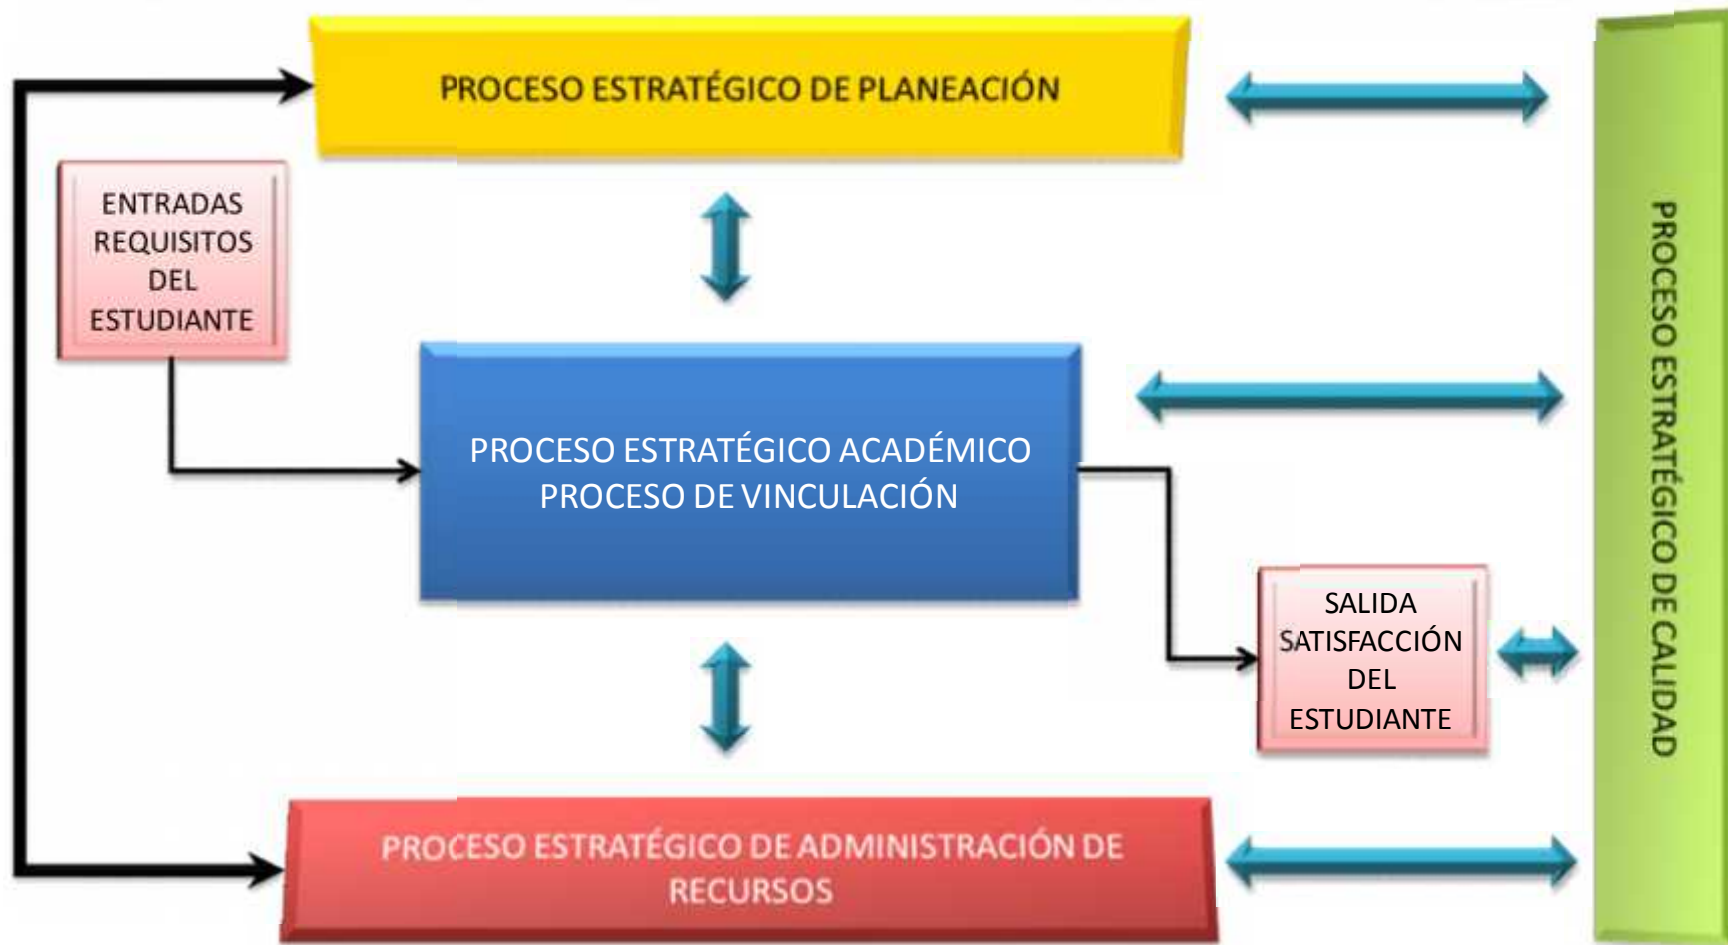 PROCESO ESTRATÉGICO DE PLANEACIÓN
ENTRADAS
REQUISITOS
DEL
ESTUDIANTE
PROCESO ESTRATÉGICO ACADÉMICO
PROCESO DE VINCULACIÓN
SALIDA
SATISFACCIÓN
DEL
ESTUDIANTE
PROCESO ESTRATÉGICO DE ADMINISTRACIÓN DE
RECURSOS
PROCESO ESTRATÉGICO DE CALIDAD